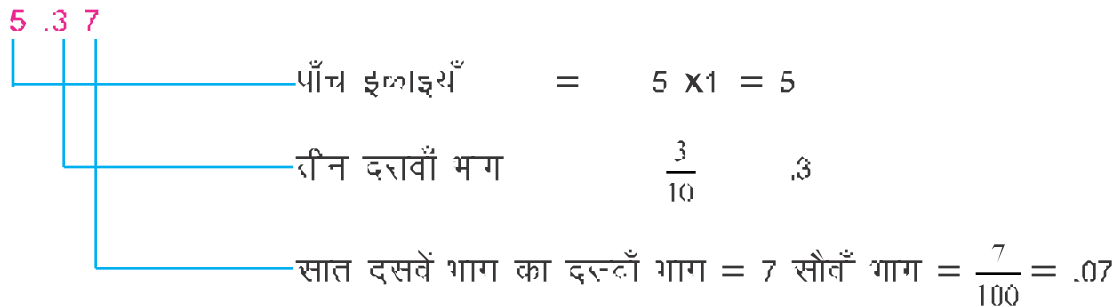 5 .3 7
पाँच इकाइयाँ = 5 x1 = 5
तीन दसवाँ भाग 3/10 .3
सात दसवें भाग का दसवाँ भाग = 7 सौवाँ भाग = 7/100 = .07